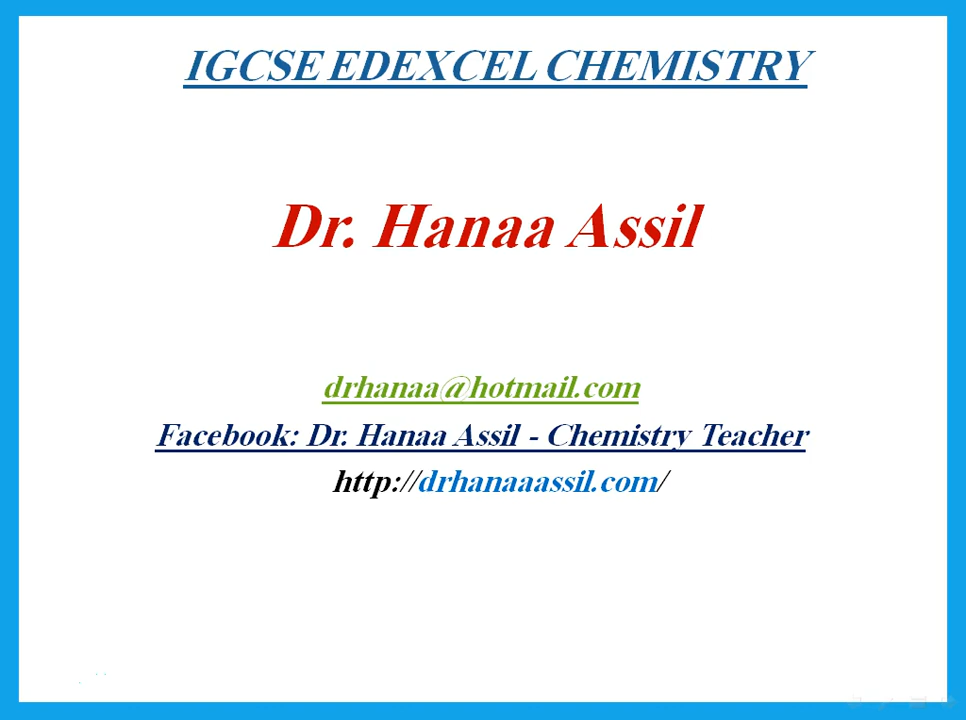 IGCSE EDEXCEL CHEMISTRY
Dr. Hanaa Assil
drhanaa@hotmail.com
Facebook: Dr. Hanaa Assil - Chemistry Teacher
http://drhanaaassil.com/